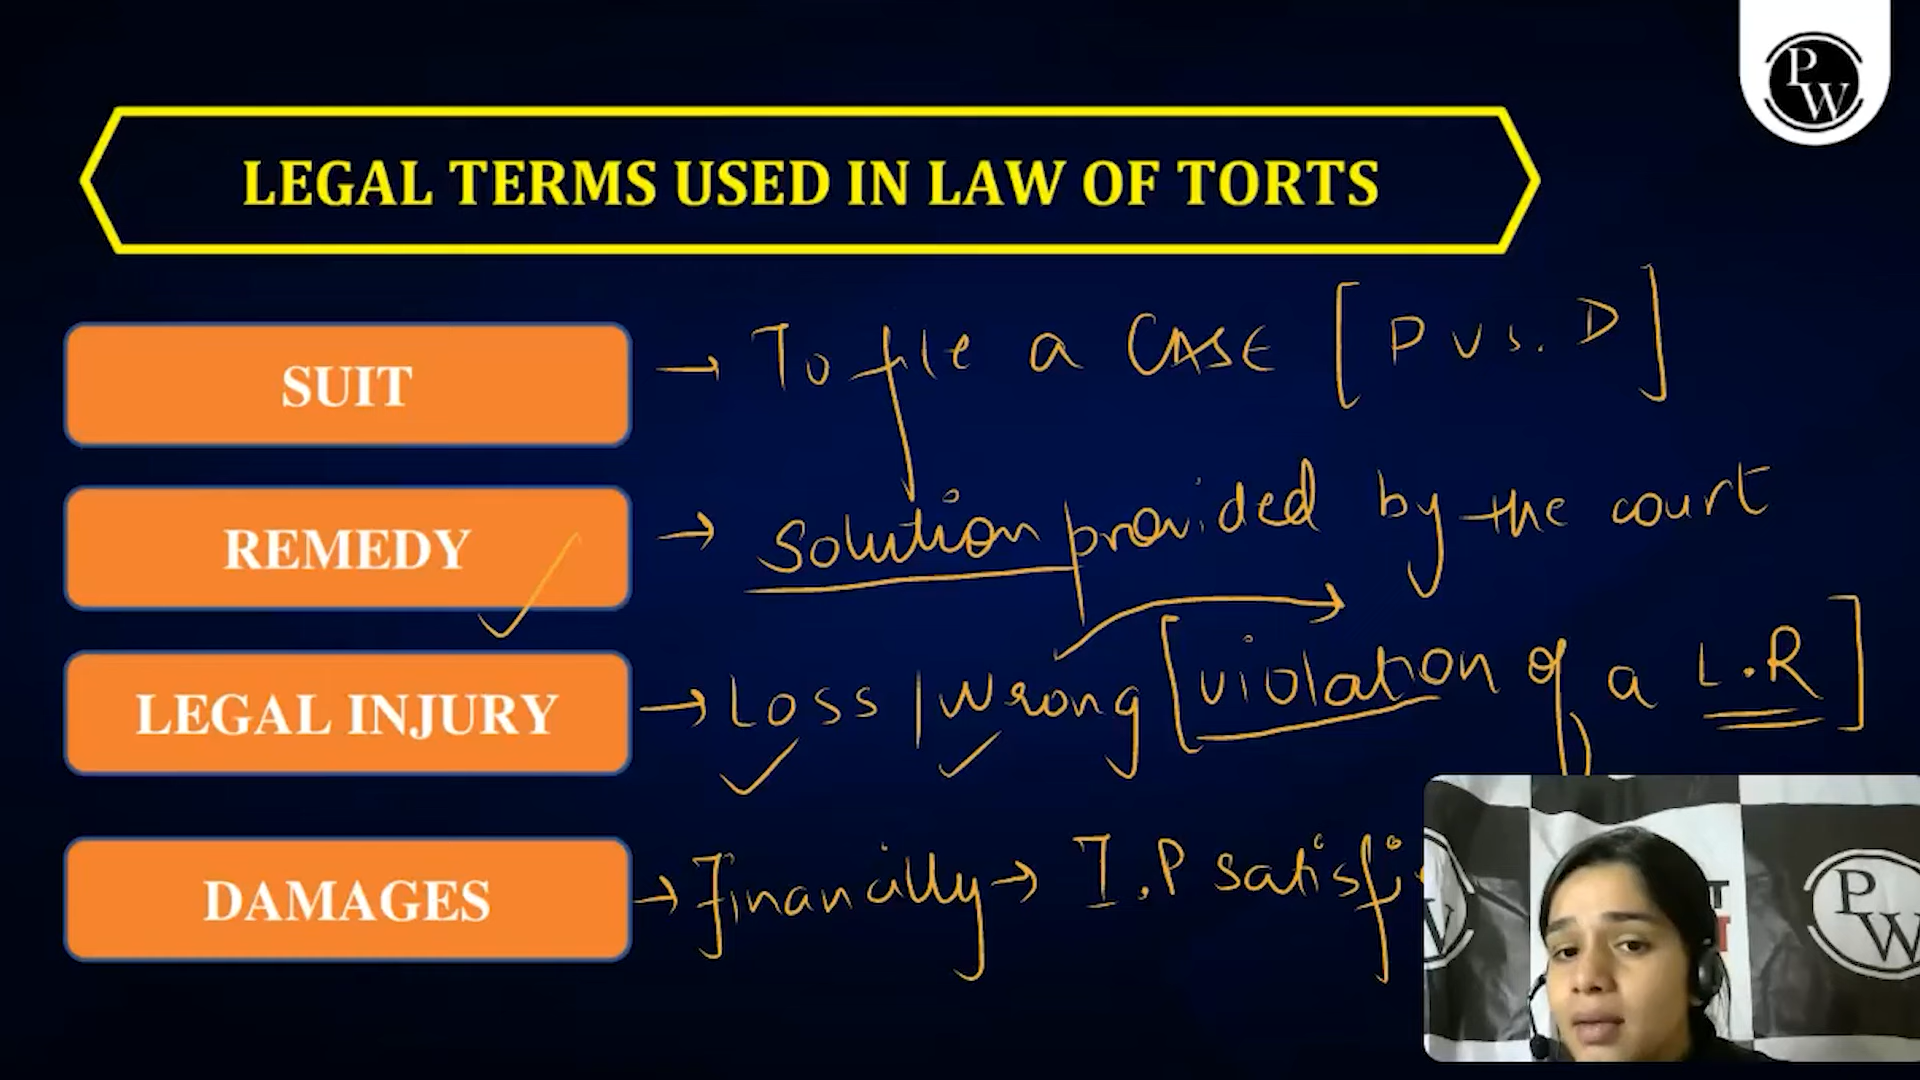 P
W
LEGAL TERMS USED IN LAW OF TORTS
SUIT → To file a CASE [P vs. D]
REMEDY → Solution provided by the court
LEGAL INJURY → Loss | Wrong [violation of a L.R]
DAMAGES → Financially → I.P satisfi
P
W